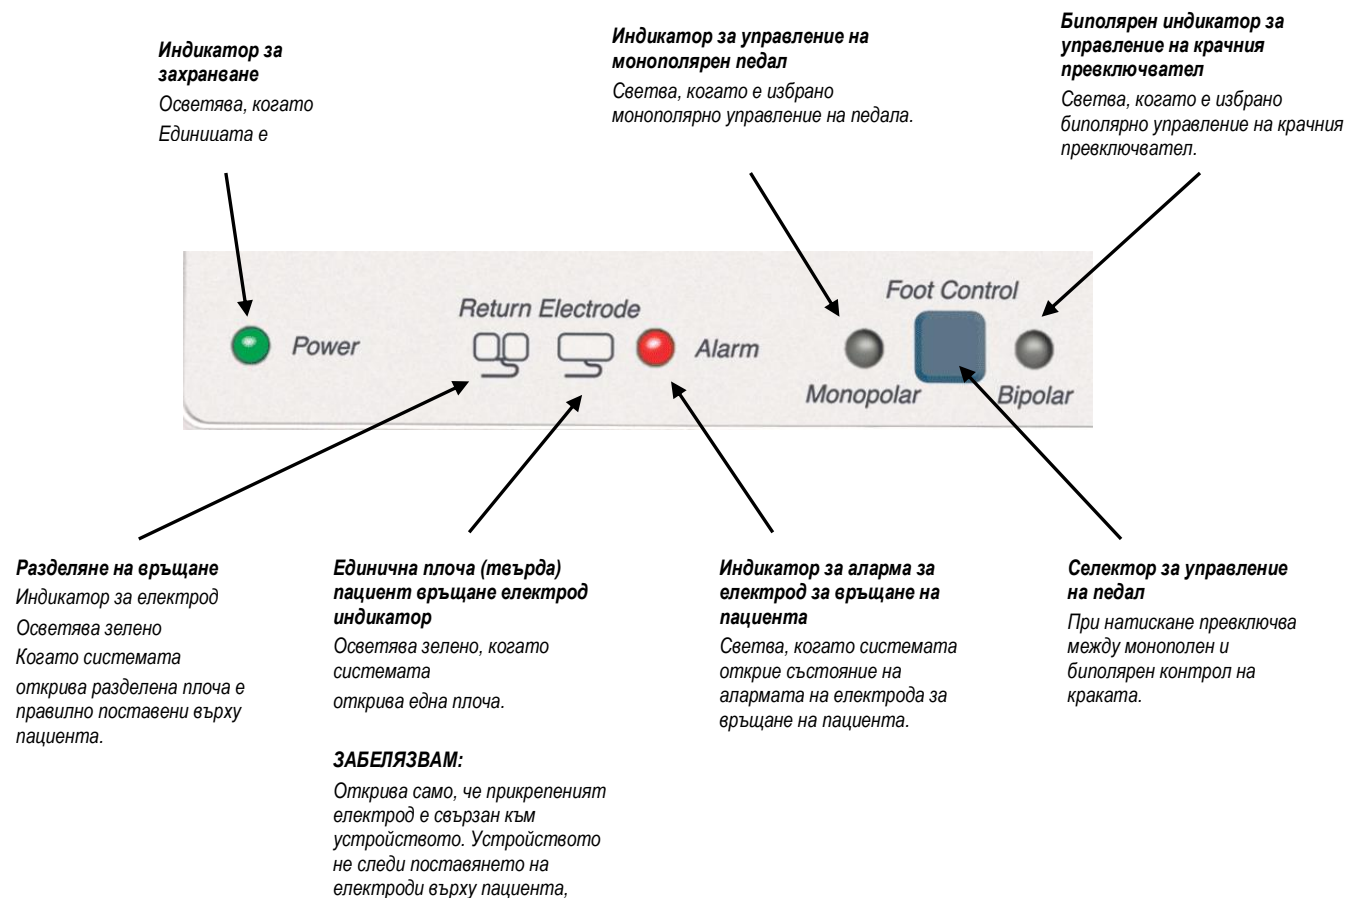 Индикатор за
захранване
Осветява, когато
Единицата е
Индикатор за управление на
монополярен педал
Светва, когато е избрано
монополярно управление на педала.
Биполярен индикатор за
управление на крачния
превключвател
Светва, когато е избрано
биполярно управление на крачния
превключвател.
Power
Return Electrode
Alarm
Foot Control
Monopolar
Bipolar
Разделяне на връщане
Индикатор за електрод
Осветява зелено
Когато системата
открива разделена плоча е
правилно поставени върху
пациента.
Единична плоча (твърда)
пациент връщане електрод
индикатор
Осветява зелено, когато
системата
открива една плоча.
ЗАБЕЛЯЗВАМ:
Открива само, че прикрепеният
електрод е свързан към
устройството. Устройството
не следи поставянето на
електроди върху пациента,
Индикатор за аларма за
електрод за връщане на
пациента
Светва, когато системата
открие състояние на
алармата на електрода за
връщане на пациента.
Селектор за управление
на педал
При натискане превключва
между монополен и
биполярен контрол на
краката.